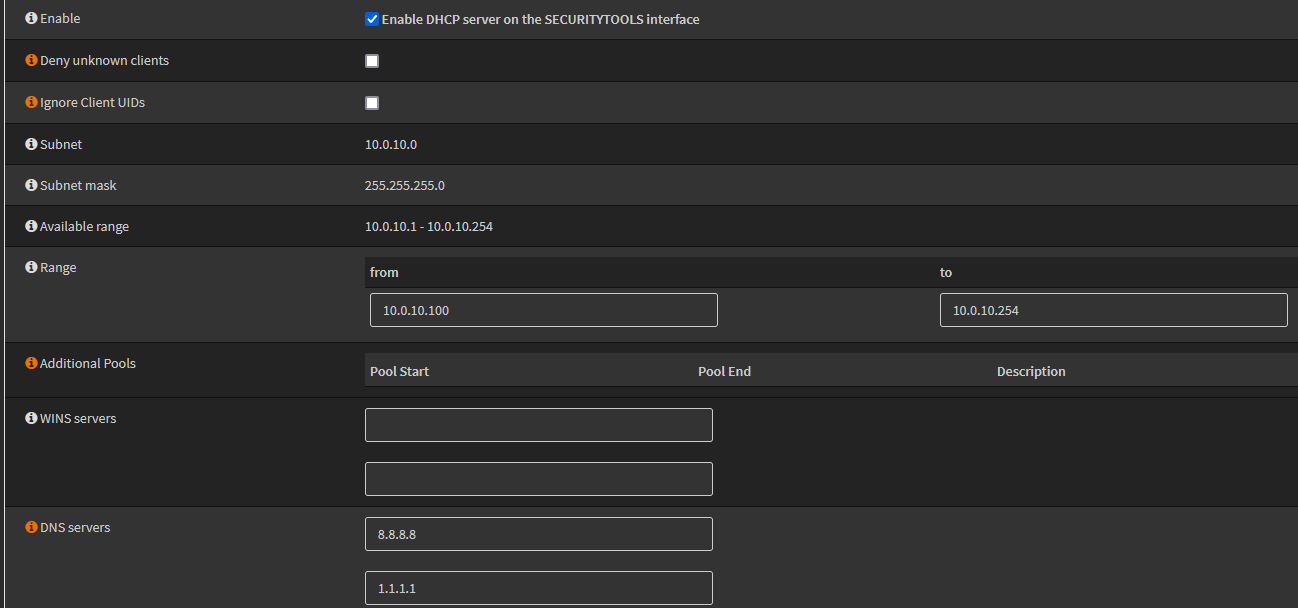 Enable
Enable DHCP server on the SECURITYTOOLS interface
Deny unknown clients
Ignore Client UIDs
Subnet
10.0.10.0
Subnet mask
255.255.255.0
Available range
10.0.10.1 - 10.0.10.254
Range
from
to
10.0.10.100
10.0.10.254
Additional Pools
Pool Start
Pool End
Description
WINS servers
DNS servers
8.8.8.8
1.1.1.1